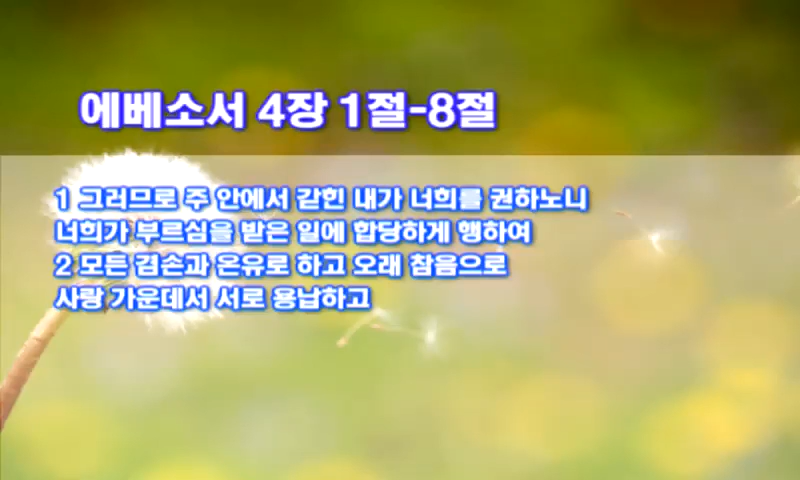 에베소서 4장 1절-8절
1 그러므로 주 안에서 갇힌 내가 너희를 권하노니
너희가 부르심을 받은 일에 합당하게 행하여
2 모든 겸손과 온유로 하고 오래 참음으로
사랑 가운데서 서로 용납하고